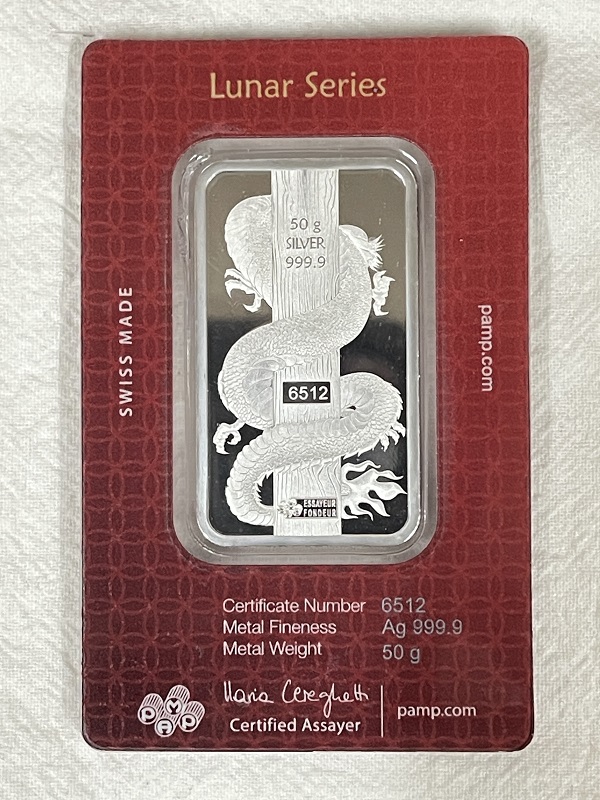 Lunar Series
50 g
SILVER
999.9
SWISS MADE
pamp.com
6512
ESSAYEUR
FONDEUR
Certificate Number 6512
Metal Fineness Ag 999.9
Metal Weight 50 g
Maria Cereghetti
Certified Assayer
pamp.com
PAMP